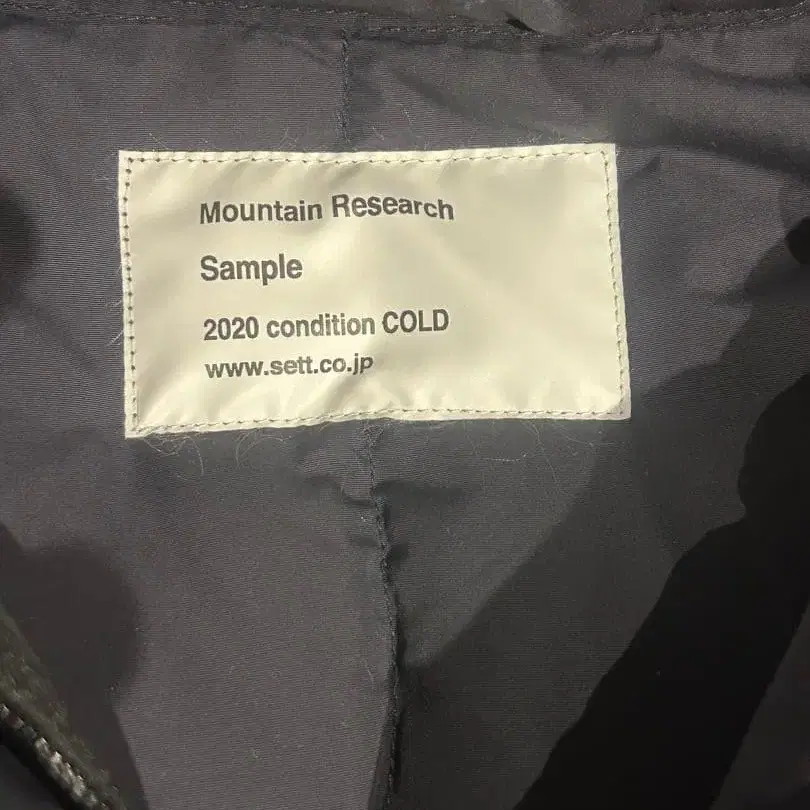 Mountain Research
Sample
2020 condition COLD
www.sett.co.jp